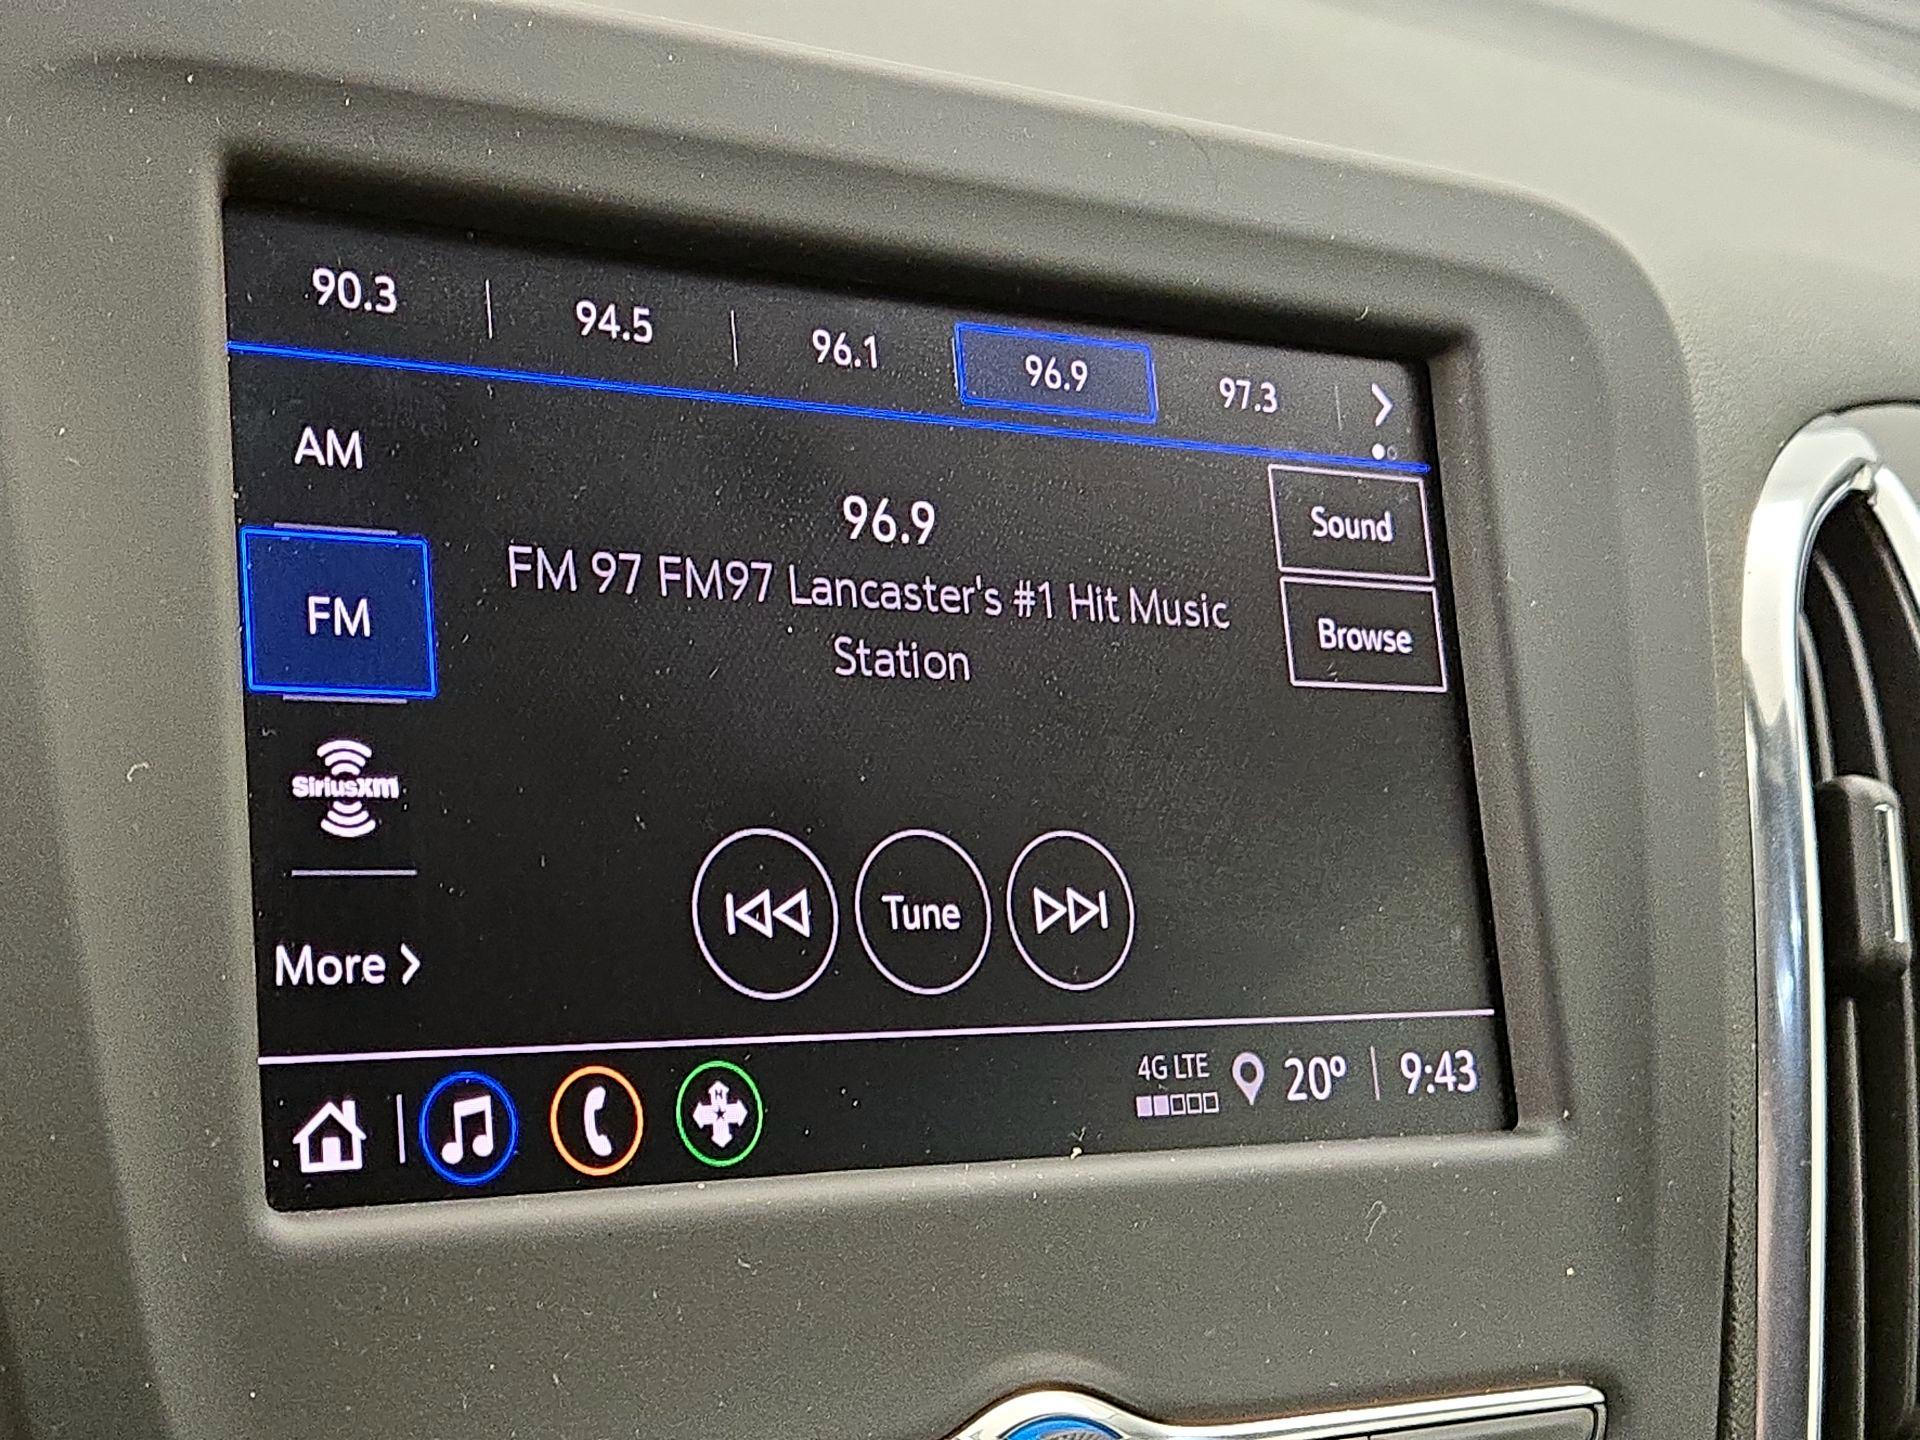 90.3 94.5 96.1 96.9 97.3
AM
FM
SiriusXM
More
96.9
FM 97 FM97 Lancaster's #1 Hit Music
Station
Sound
Browse
Tune
N
4G LTE 20° 9:43